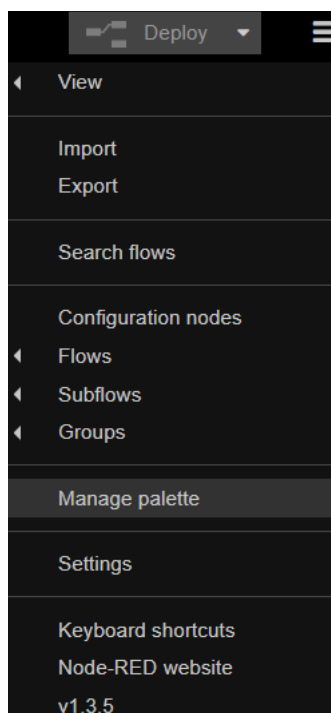 Deploy
View
Import
Export
Search flows
Configuration nodes
Flows
Subflows
Groups
Manage palette
Settings
Keyboard shortcuts
Node-RED website
v1.3.5